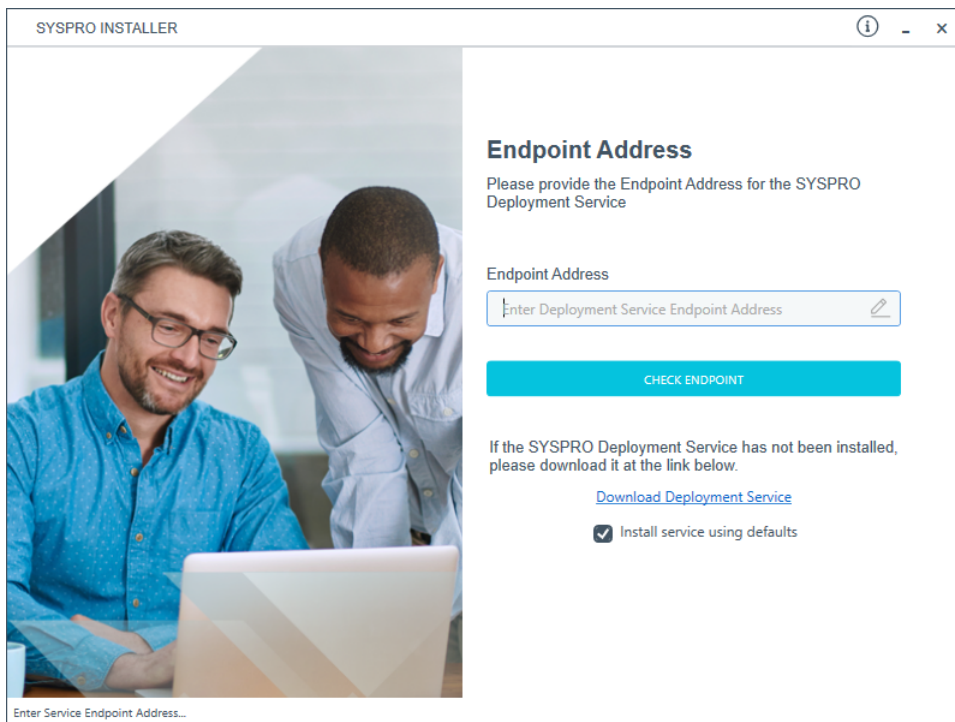 SYSPRO INSTALLER
Endpoint Address
Please provide the Endpoint Address for the SYSPRO
Deployment Service
Endpoint Address
Enter Deployment Service Endpoint Address
CHECK ENDPOINT
If the SYSPRO Deployment Service has not been installed,
please download it at the link below.
Download Deployment Service
Install service using defaults
Enter Service Endpoint Address...